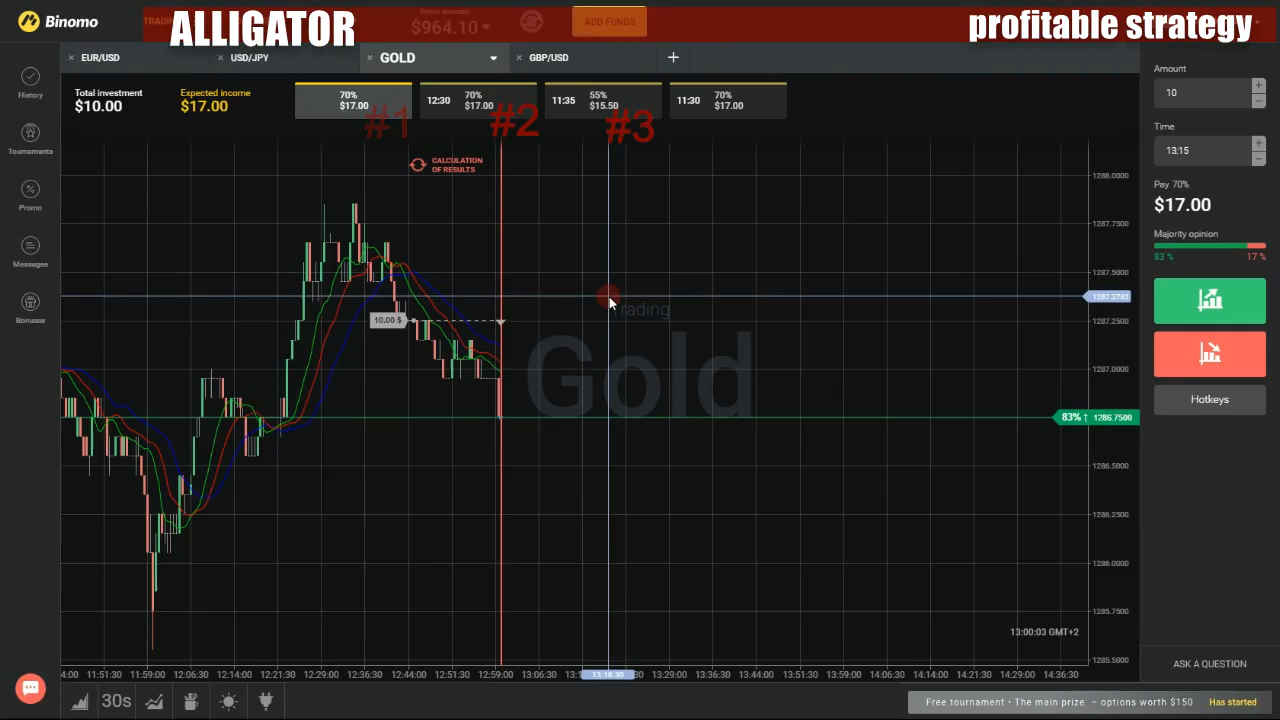 Binomo
TRADING
ALLIGATOR
$964.10
ADD FUNDS
profitable strategy
EUR/USD
USD/JPY
GOLD
GBP/USD
History
Tournaments
Promo
Messages
Bonuses
Total investment
$10.00
Expected income
$17.00
70%
$17.00
12:30
70%
$17.00
11:35
55%
$15.50
11:30
70%
$17.00
#1
#2
#3
CALCULATION
OF RESULTS
10.00 $
Trading
Gold
1288.0000
1287.7500
1287.5000
1287.3743
1287.2500
1287.0000
83% ↑ 1286.7500
1286.5000
1286.2500
1286.0000
1285.7500
1285.5000
13:00:03 GMT+2
4:00
11:51:30
11:59:00
12:06:30
12:14:00
12:21:30
12:29:00
12:36:30
12:44:00
12:51:30
12:59:00
13:06:30
13:18:30
13:29:00
13:36:30
13:44:00
13:51:30
13:59:00
14:06:30
14:14:00
14:21:30
14:29:00
14:36:30
Amount
10
Time
13:15
Pay 70%
$17.00
Majority opinion
83 %
17 %
Hotkeys
ASK A QUESTION
30s
Free tournament • The main prize – options worth $150
Has started